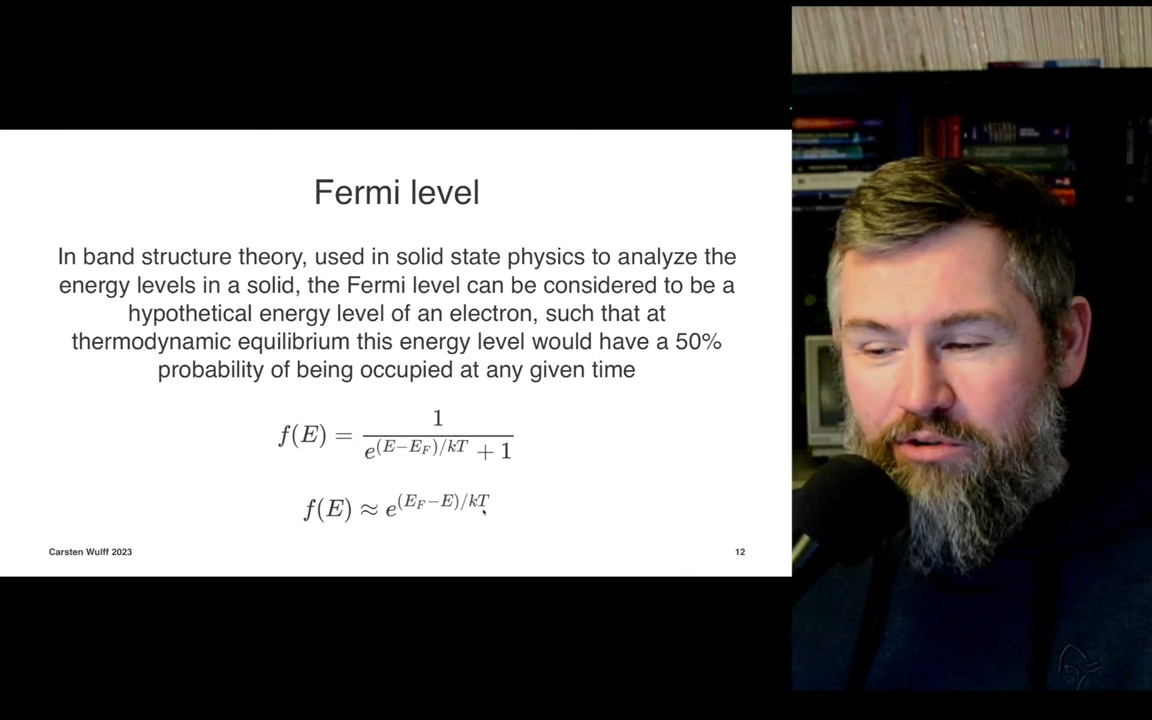 Fermi level
In band structure theory, used in solid state physics to analyze the
energy levels in a solid, the Fermi level can be considered to be a
hypothetical energy level of an electron, such that at
thermodynamic equilibrium this energy level would have a 50%
probability of being occupied at any given time
f(E) = 1 / (e^{(E−E_F)/kT} + 1)
f(E) ≈ e^{(E_F−E)/kT}
Carsten Wulff 2023
12